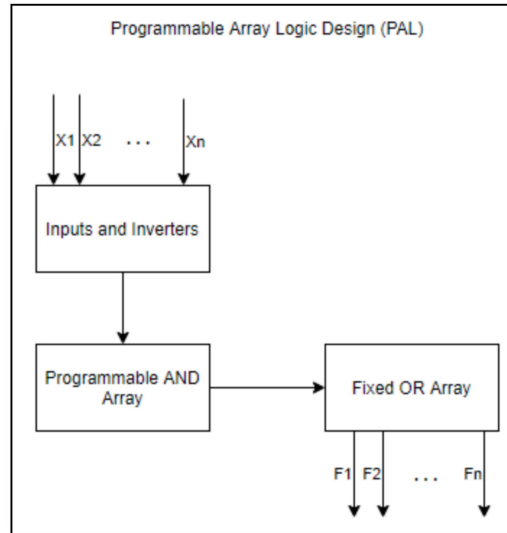 Programmable Array Logic Design (PAL)
X1 X2 ... Xn
Inputs and Inverters
Programmable AND
Array
Fixed OR Array
F1 F2 ... Fn